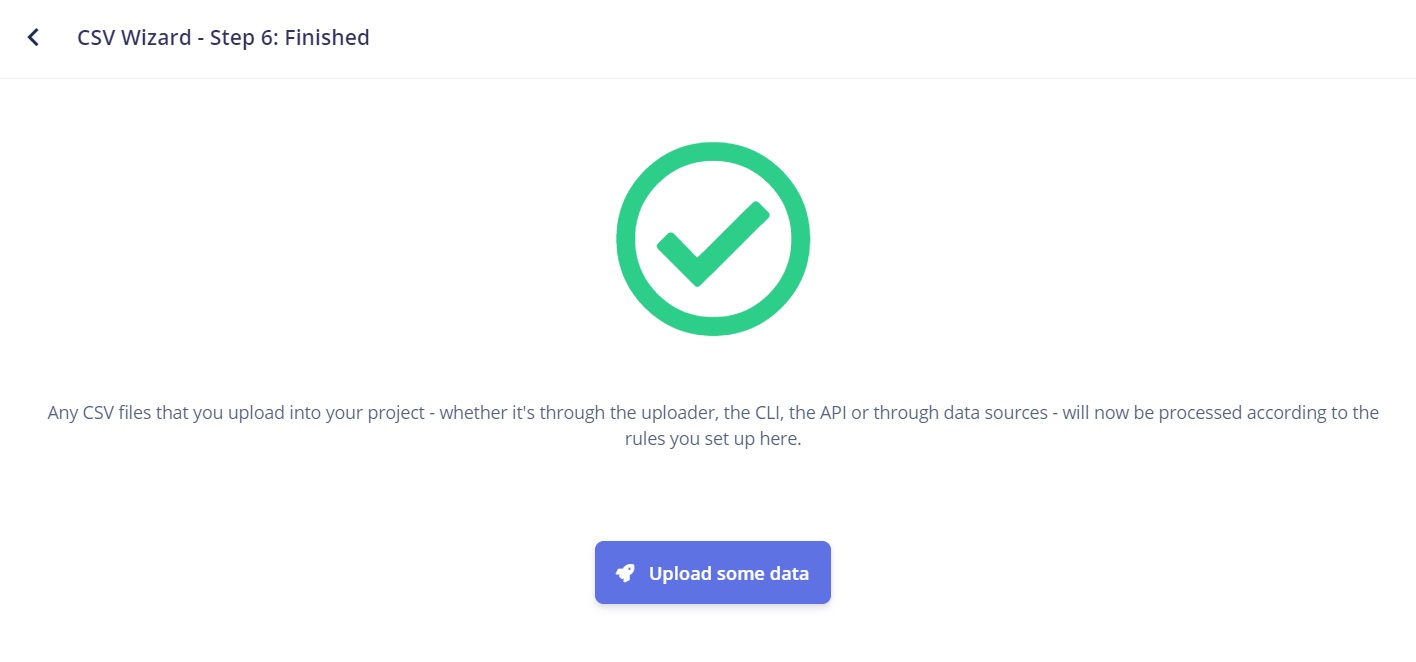 CSV Wizard - Step 6: Finished
Any CSV files that you upload into your project - whether it's through the uploader, the CLI, the API or through data sources - will now be processed according to the
rules you set up here.
Upload some data